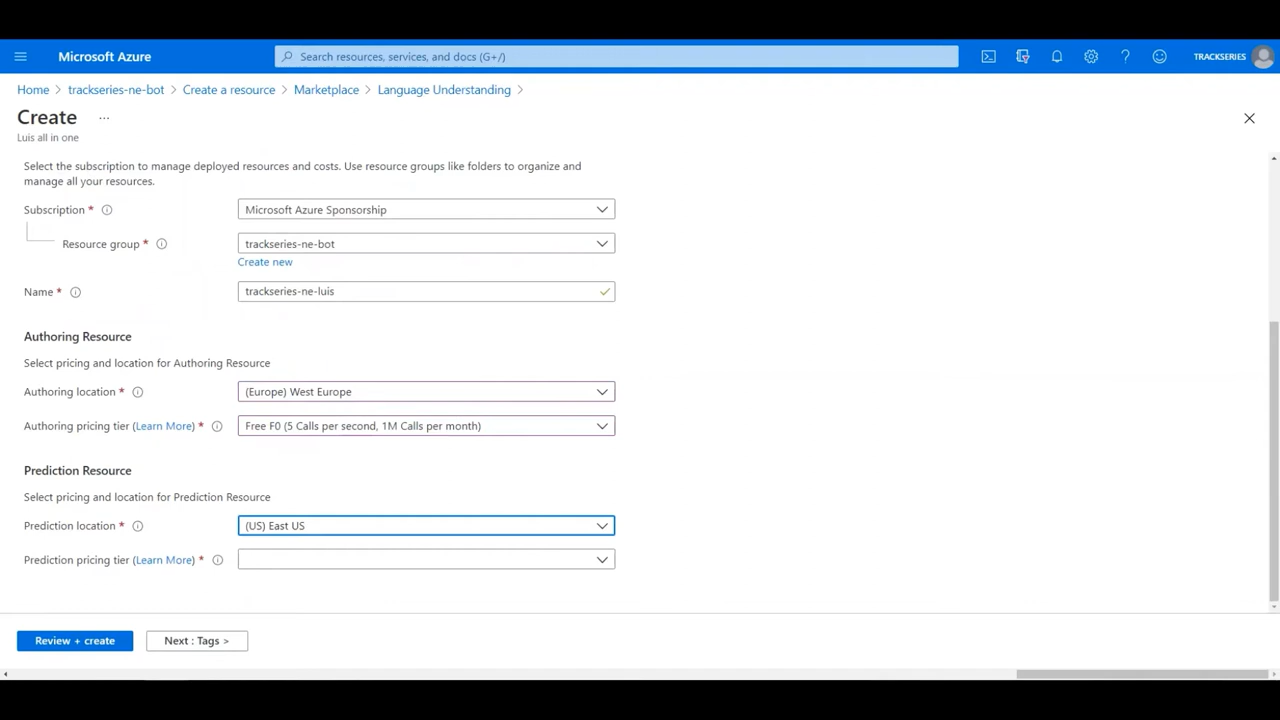 Microsoft Azure
Search resources, services, and docs (G+/)
TRACKSERIES
Home > trackseries-ne-bot > Create a resource > Marketplace > Language Understanding >
Create ...
Luis all in one
Select the subscription to manage deployed resources and costs. Use resource groups like folders to organize and
manage all your resources.
Subscription *
Microsoft Azure Sponsorship
Resource group *
trackseries-ne-bot
Create new
Name *
trackseries-ne-luis
Authoring Resource
Select pricing and location for Authoring Resource
Authoring location *
(Europe) West Europe
Authoring pricing tier (Learn More) *
Free F0 (5 Calls per second, 1M Calls per month)
Prediction Resource
Select pricing and location for Prediction Resource
Prediction location *
(US) East US
Prediction pricing tier (Learn More) *
Review + create
Next : Tags >